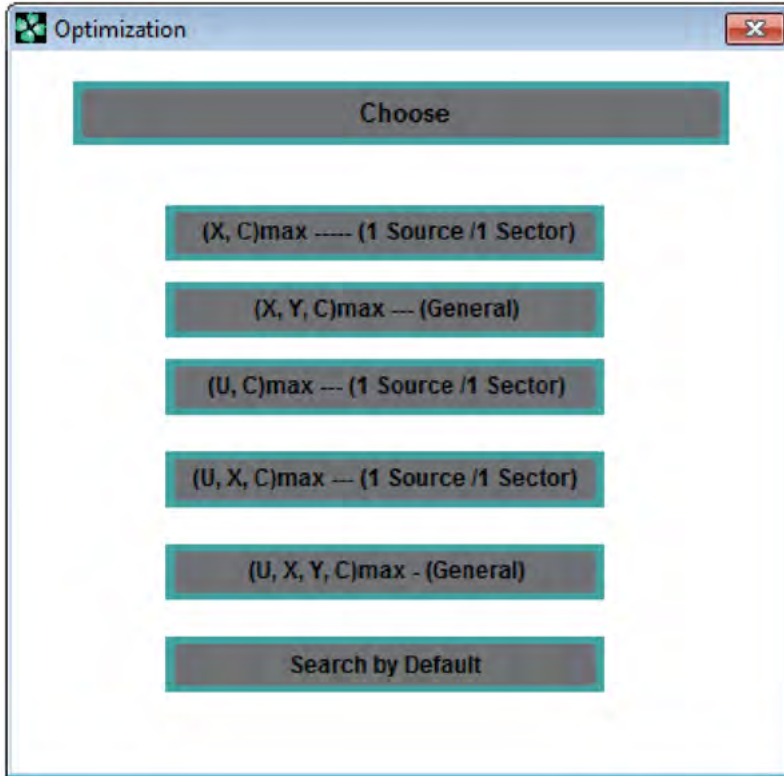 Optimization
Choose
(X, C)max ----- (1 Source /1 Sector)
(X, Y, C)max --- (General)
(U, C)max --- (1 Source /1 Sector)
(U, X, C)max --- (1 Source /1 Sector)
(U, X, Y, C)max - (General)
Search by Default